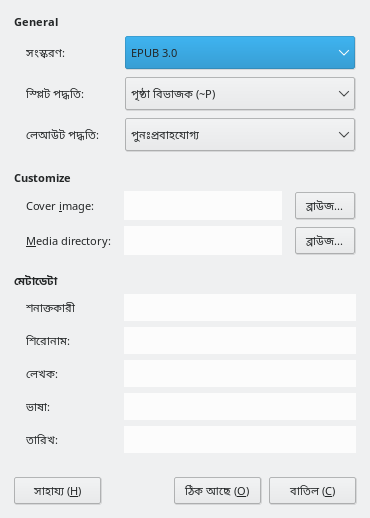 General
সংস্করণ: EPUB 3.0
স্প্লিট পদ্ধতি: পৃষ্ঠা বিভাজক (~P)
লেআউট পদ্ধতি: পুনঃপ্রবাহযোগ্য
Customize
Cover image: ব্রাউজ...
Media directory: ব্রাউজ...
মেটাডেটা
শনাক্তকারী
শিরোনাম:
লেখক:
ভাষা:
তারিখ:
সাহায্য (H) ঠিক আছে (O) বাতিল (C)